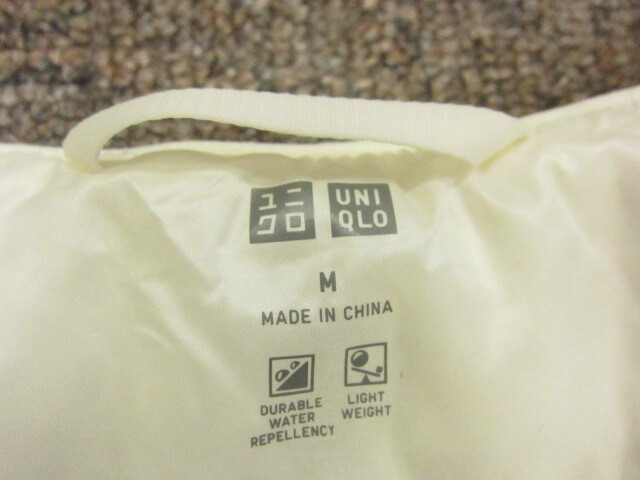 ユニ
クロ
UNI
QLO
M
MADE IN CHINA
DURABLE
WATER
REPELLENCY
LIGHT
WEIGHT